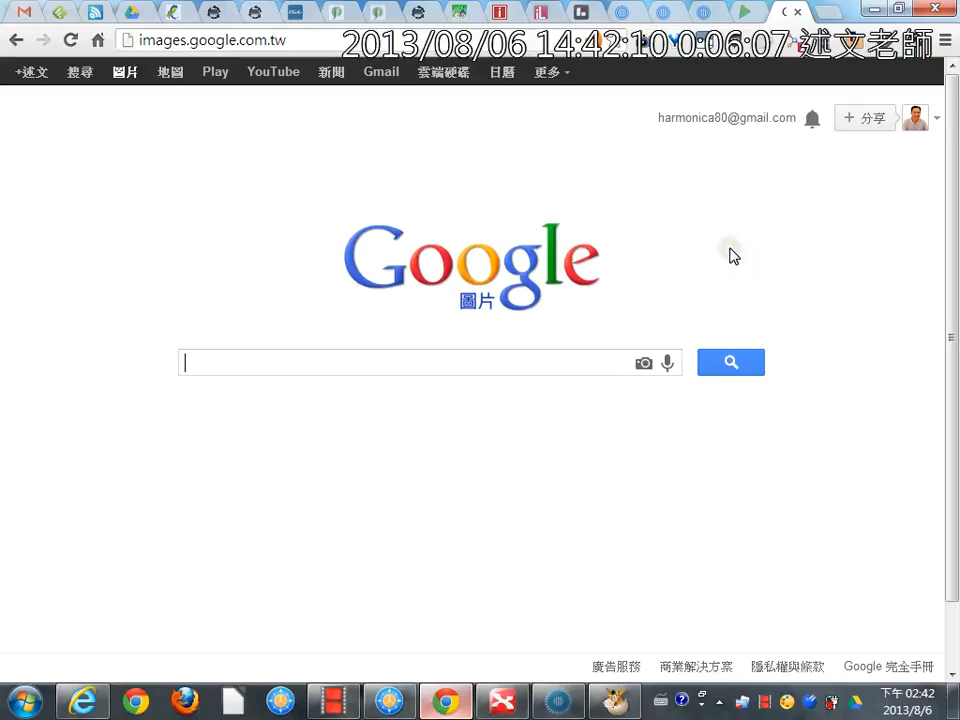 images.google.com.tw
2013/08/06 14:42:10 0:06:07 述文老師
+述文 搜尋 圖片 地圖 Play YouTube 新聞 Gmail 雲端硬碟 日曆 更多
harmonica80@gmail.com + 分享
Google
圖片
廣告服務 商業解決方案 隱私權與條款 Google 完全手冊
下午 02:42
2013/8/6